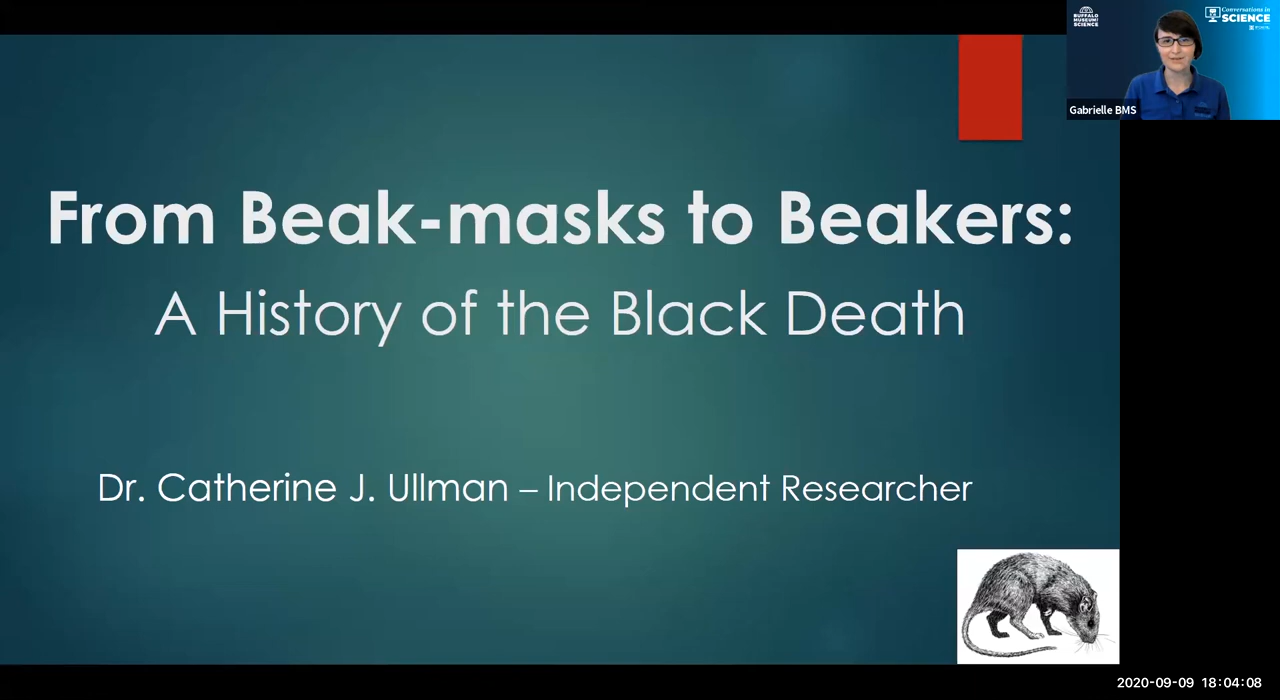 BUFFALO
MUSEUM of
SCIENCE
Conversations in
SCIENCE
Gabrielle BMS
From Beak-masks to Beakers:
A History of the Black Death
Dr. Catherine J. Ullman – Independent Researcher
2020-09-09 18:04:08